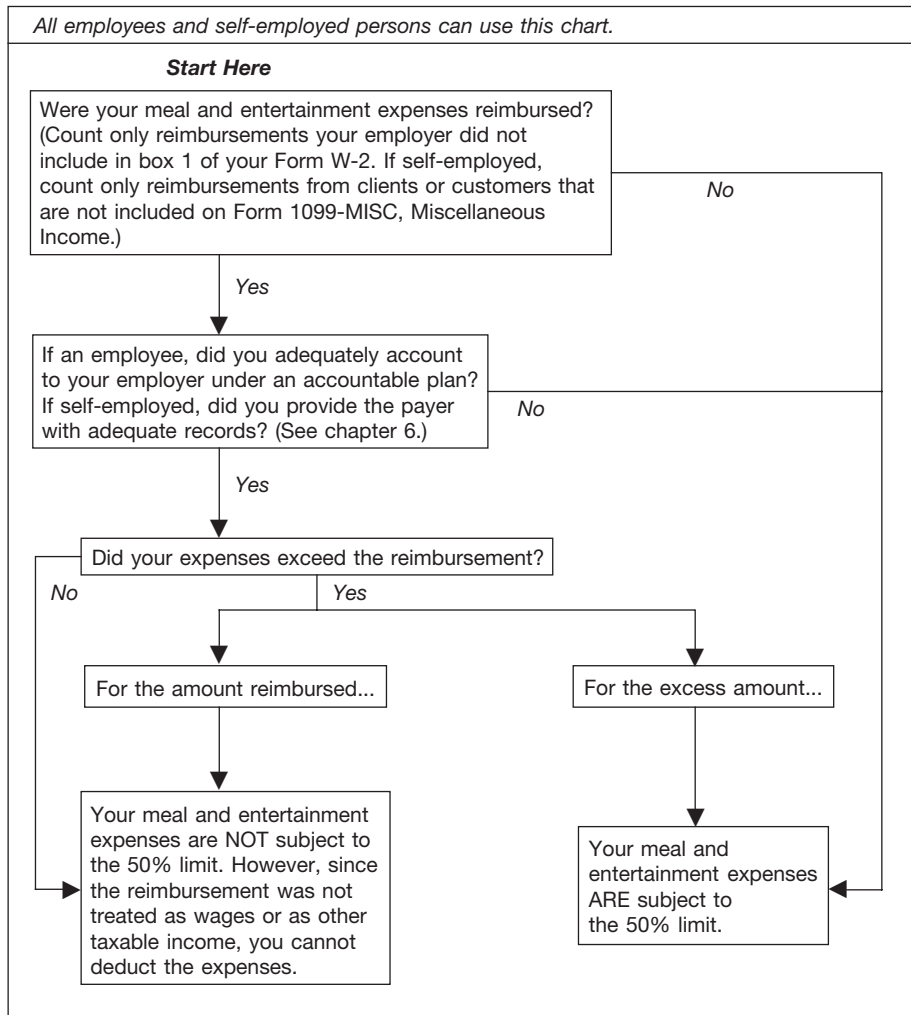 All employees and self-employed persons can use this chart.
Start Here
Were your meal and entertainment expenses reimbursed?
(Count only reimbursements your employer did not
include in box 1 of your Form W-2. If self-employed,
count only reimbursements from clients or customers that
are not included on Form 1099-MISC, Miscellaneous
Income.)
No
Yes
If an employee, did you adequately account
to your employer under an accountable plan?
If self-employed, did you provide the payer
with adequate records? (See chapter 6.)
No
Yes
Did your expenses exceed the reimbursement?
No
Yes
For the amount reimbursed...
For the excess amount...
Your meal and entertainment
expenses are NOT subject to
the 50% limit. However, since
the reimbursement was not
treated as wages or as other
taxable income, you cannot
deduct the expenses.
Your meal and
entertainment expenses
ARE subject to
the 50% limit.